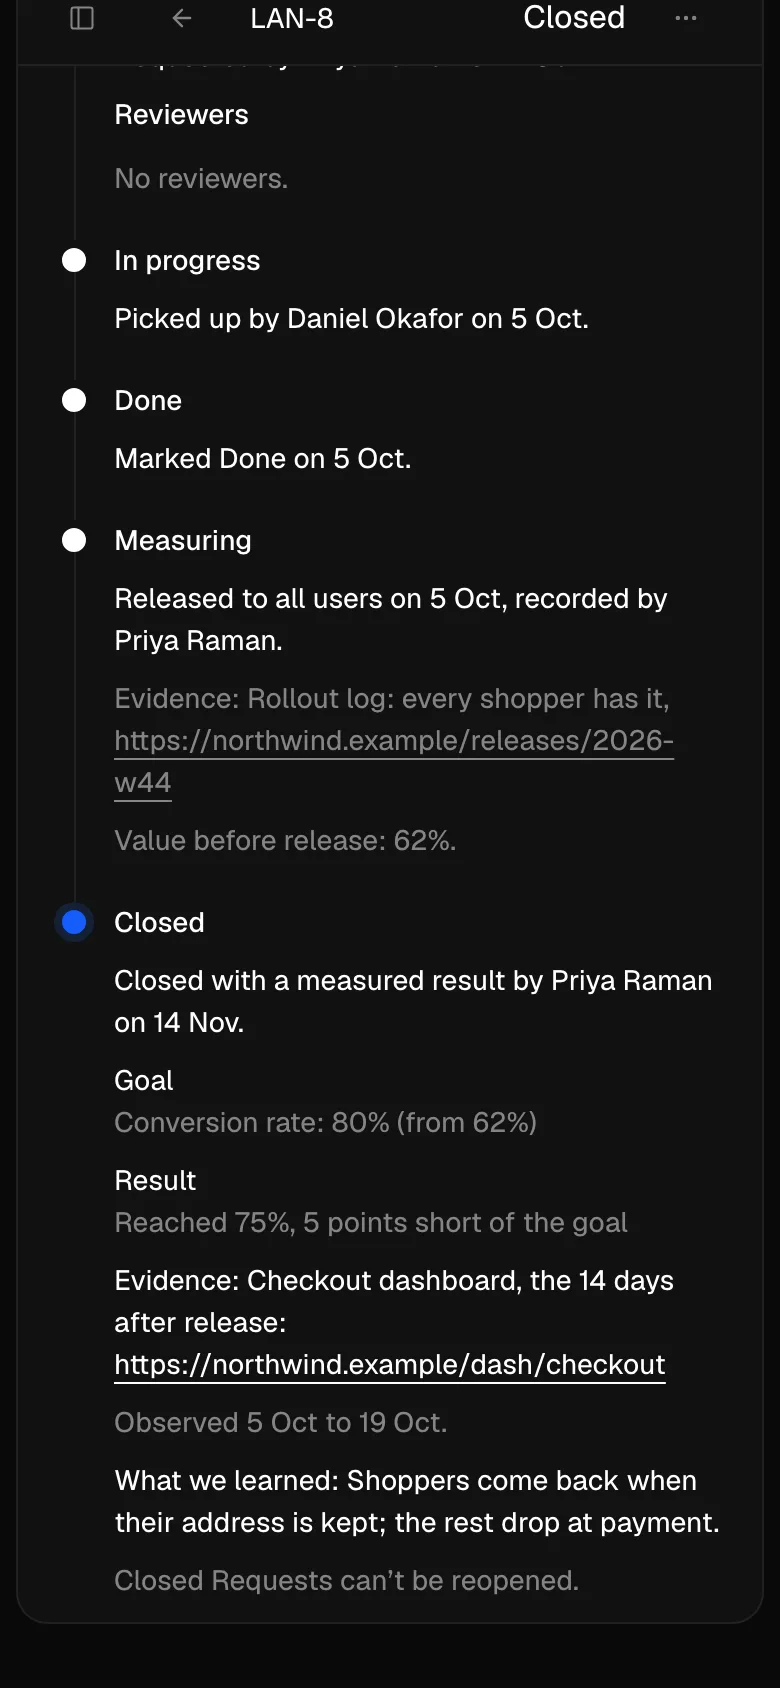 LAN-8
Closed
Reviewers
No reviewers.
In progress
Picked up by Daniel Okafor on 5 Oct.
Done
Marked Done on 5 Oct.
Measuring
Released to all users on 5 Oct, recorded by
Priya Raman.
Evidence: Rollout log: every shopper has it,
https://northwind.example/releases/2026-
w44
Value before release: 62%.
Closed
Closed with a measured result by Priya Raman
on 14 Nov.
Goal
Conversion rate: 80% (from 62%)
Result
Reached 75%, 5 points short of the goal
Evidence: Checkout dashboard, the 14 days
after release:
https://northwind.example/dash/checkout
Observed 5 Oct to 19 Oct.
What we learned: Shoppers come back when
their address is kept; the rest drop at payment.
Closed Requests can’t be reopened.